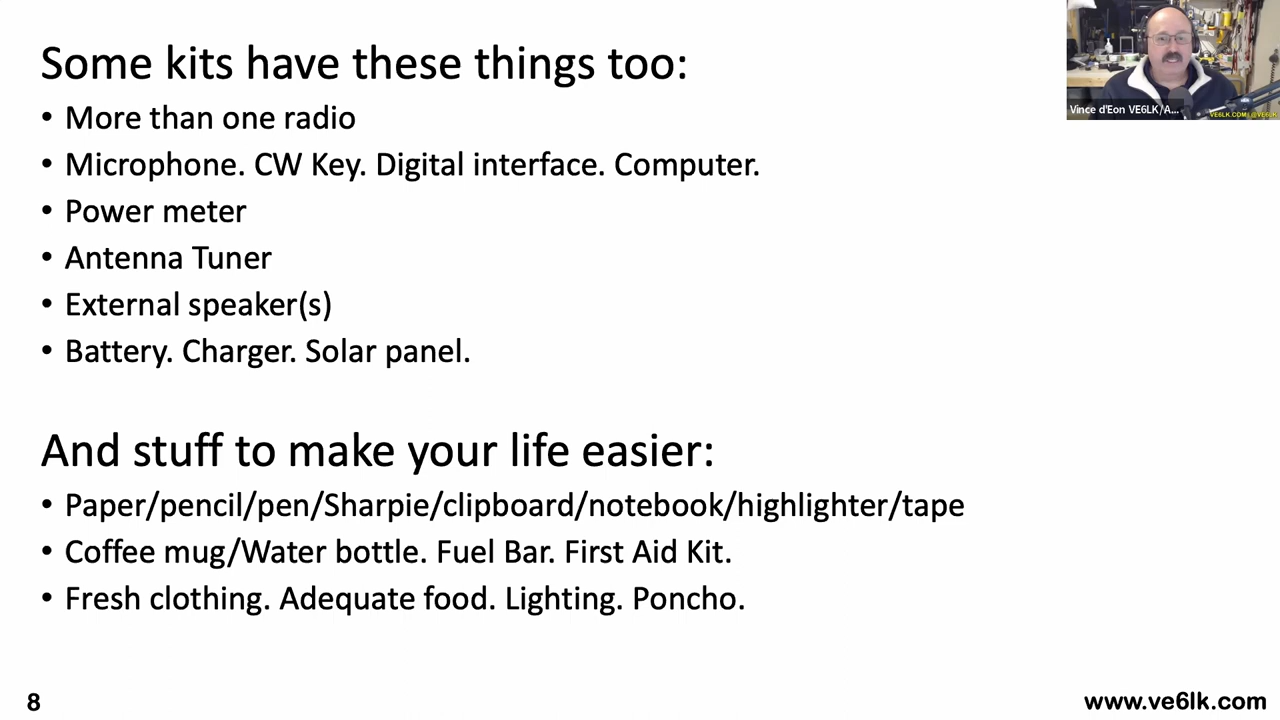 Some kits have these things too:
• More than one radio
• Microphone. CW Key. Digital interface. Computer.
• Power meter
• Antenna Tuner
• External speaker(s)
• Battery. Charger. Solar panel.
And stuff to make your life easier:
• Paper/pencil/pen/Sharpie/clipboard/notebook/highlighter/tape
• Coffee mug/Water bottle. Fuel Bar. First Aid Kit.
• Fresh clothing. Adequate food. Lighting. Poncho.
8
www.ve6lk.com
Vince d'Eon VE6LK/A...
VE6LK.COM | @VE6LK